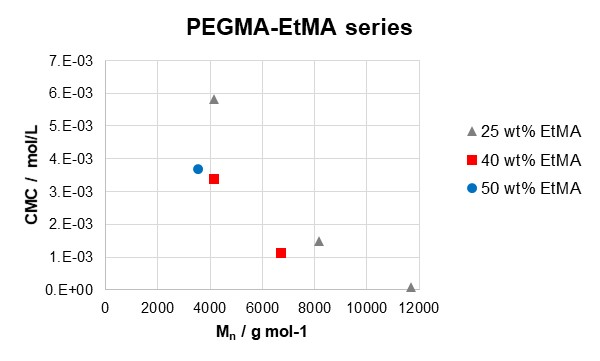 PEGMA-EtMA series
7.E-03
6.E-03
5.E-03
4.E-03
3.E-03
2.E-03
1.E-03
0.E+00
CMC / mol/L
0 2000 4000 6000 8000 10000 12000
Mn / g mol-1
25 wt% EtMA
40 wt% EtMA
50 wt% EtMA